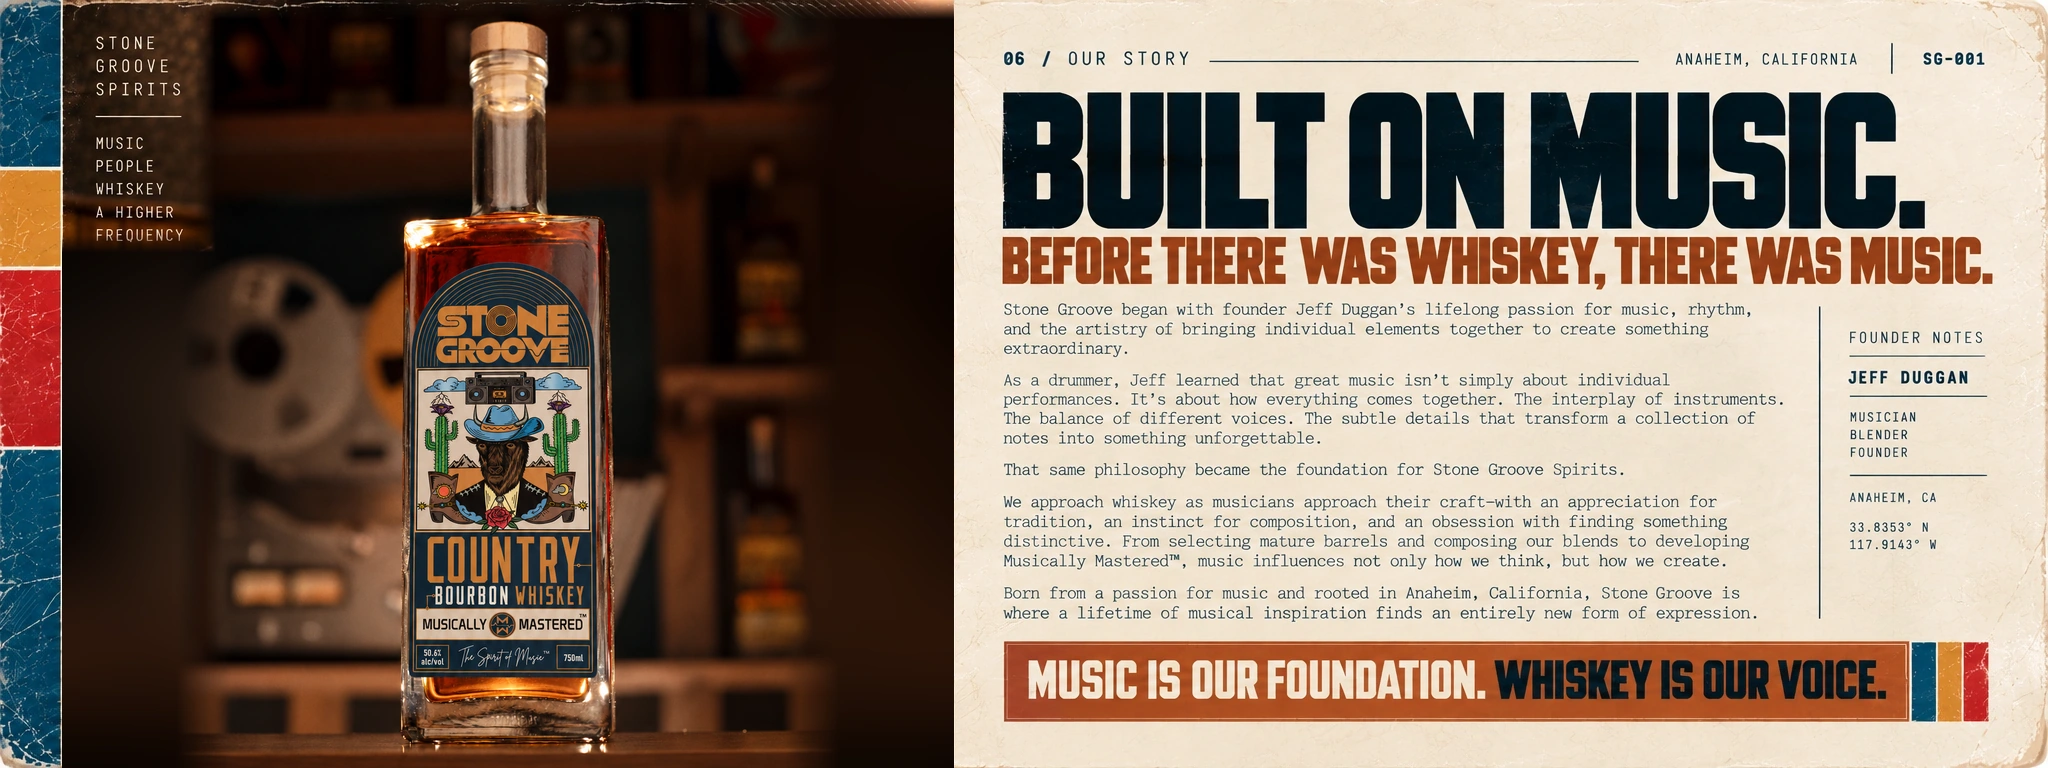 STONE
GROOVE
SPIRITS
MUSIC
PEOPLE
WHISKEY
A HIGHER
FREQUENCY
STONE
GROOVE
COUNTRY
BOURBON WHISKEY
MUSICALLY MASTERED™
50.6%
alc/vol
The Spirit of Music™
750ml
06 / OUR STORY
ANAHEIM, CALIFORNIA
SG-001
BUILT ON MUSIC.
BEFORE THERE WAS WHISKEY, THERE WAS MUSIC.
Stone Groove began with founder Jeff Duggan’s lifelong passion for music, rhythm,
and the artistry of bringing individual elements together to create something
extraordinary.
As a drummer, Jeff learned that great music isn’t simply about individual
performances. It’s about how everything comes together. The interplay of instruments.
The balance of different voices. The subtle details that transform a collection of
notes into something unforgettable.
That same philosophy became the foundation for Stone Groove Spirits.
We approach whiskey as musicians approach their craft—with an appreciation for
tradition, an instinct for composition, and an obsession with finding something
distinctive. From selecting mature barrels and composing our blends to developing
Musically Mastered™, music influences not only how we think, but how we create.
Born from a passion for music and rooted in Anaheim, California, Stone Groove is
where a lifetime of musical inspiration finds an entirely new form of expression.
FOUNDER NOTES
JEFF DUGGAN
MUSICIAN
BLENDER
FOUNDER
ANAHEIM, CA
33.8353° N
117.9143° W
MUSIC IS OUR FOUNDATION. WHISKEY IS OUR VOICE.